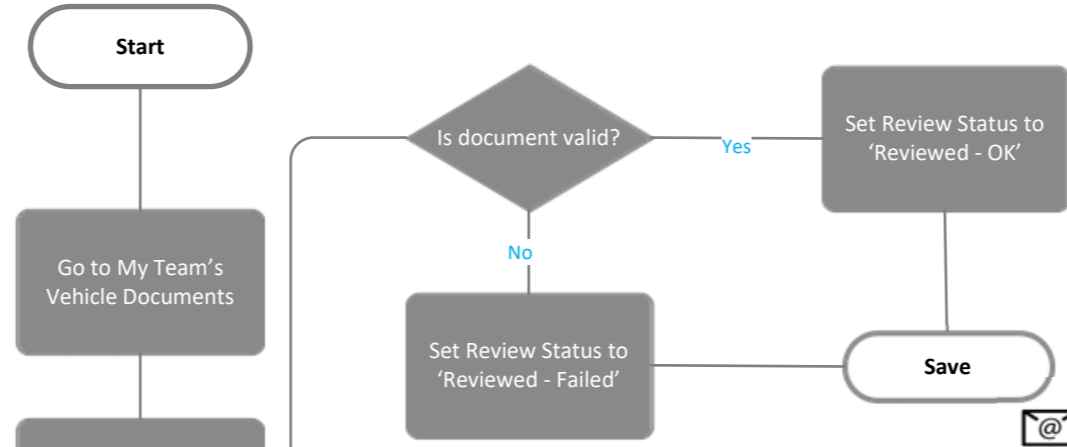 Start
Go to My Team’s
Vehicle Documents
Is document valid?
Yes
No
Set Review Status to
‘Reviewed - OK’
Set Review Status to
‘Reviewed - Failed’
Save
@